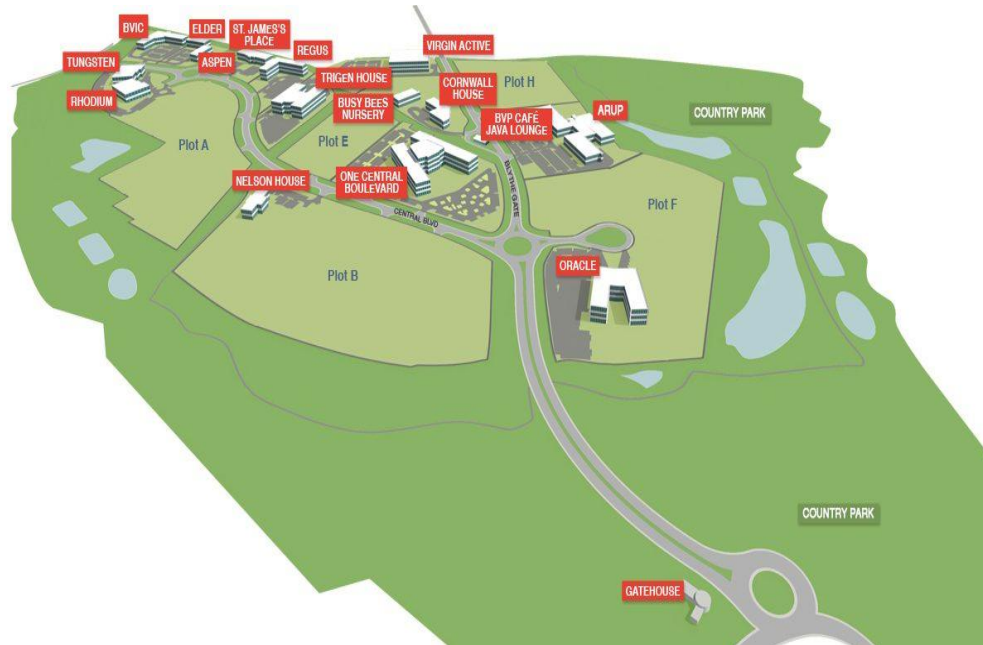 BVIC
ELDER
ST. JAMES'S
PLACE
REGUS
VIRGIN ACTIVE
TUNGSTEN
ASPEN
TRIGEN HOUSE
CORNWALL
HOUSE
Plot H
RHODIUM
BUSY BEES
NURSERY
BVP CAFÉ
JAVA LOUNGE
ARUP
COUNTRY PARK
Plot A
Plot E
NELSON HOUSE
ONE CENTRAL
BOULEVARD
BLYTHE GATE
Plot F
CENTRAL BLVD
Plot B
ORACLE
COUNTRY PARK
GATEHOUSE